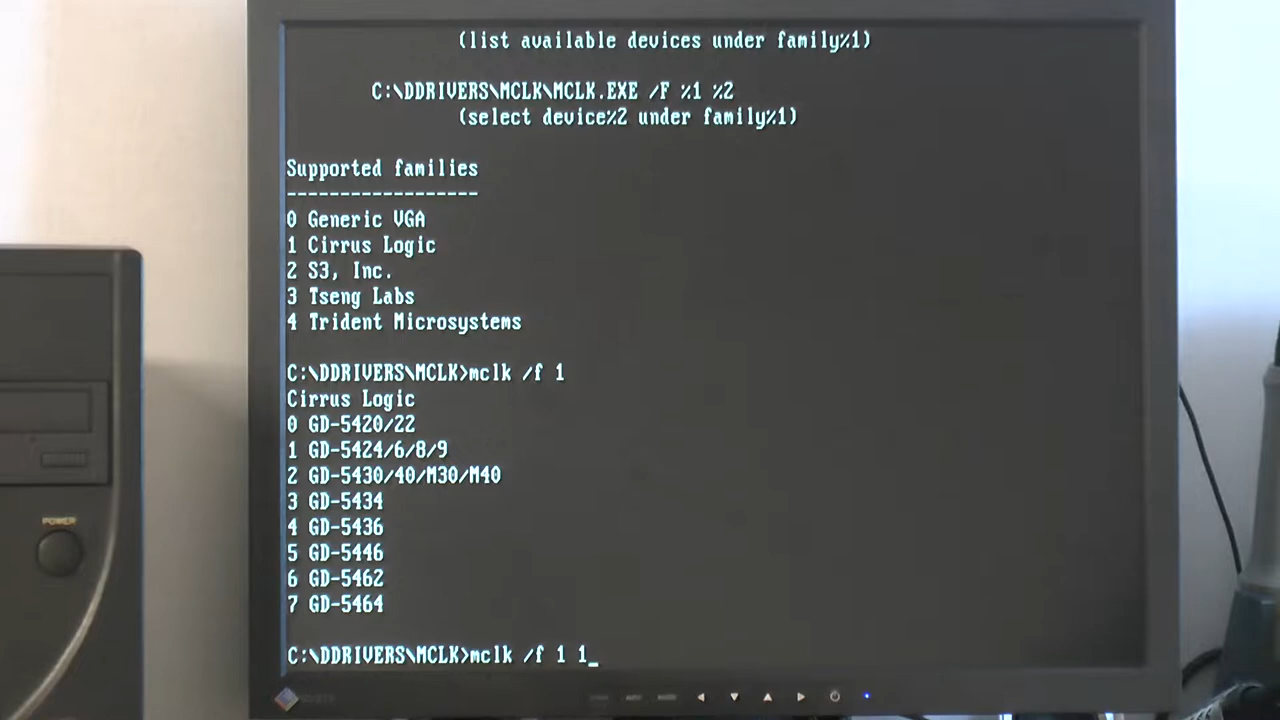 (list available devices under family%1)
C:\DDRIVERS\MCLK\MCLK.EXE /F %1 %2
(select device%2 under family%1)
Supported families
------------------
0 Generic VGA
1 Cirrus Logic
2 S3, Inc.
3 Tseng Labs
4 Trident Microsystems
C:\DDRIVERS\MCLK>mclk /f 1
Cirrus Logic
0 GD-5420/22
1 GD-5424/6/8/9
2 GD-5430/40/M30/M40
3 GD-5434
4 GD-5436
5 GD-5446
6 GD-5462
7 GD-5464
C:\DDRIVERS\MCLK>mclk /f 1 1_
POWER